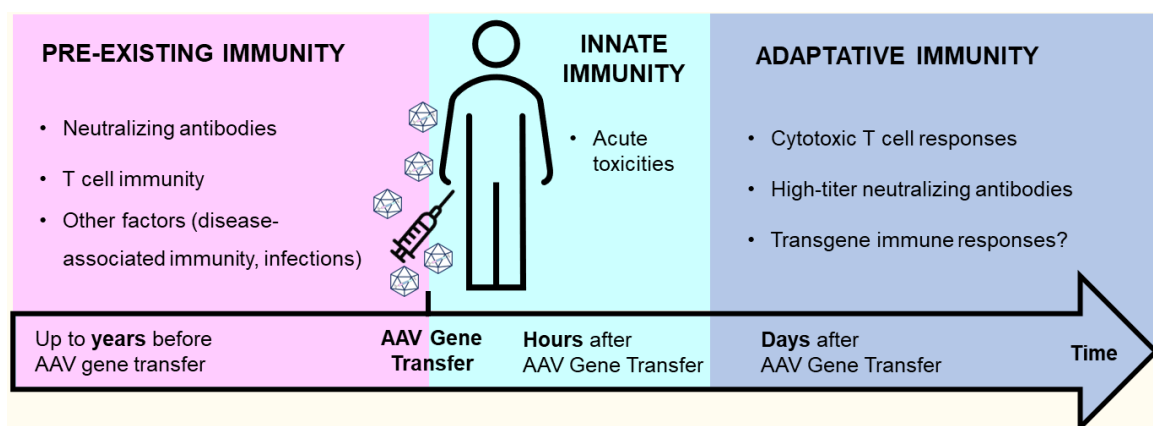 PRE-EXISTING IMMUNITY
• Neutralizing antibodies
• T cell immunity
• Other factors (disease-
associated immunity, infections)
INNATE
IMMUNITY
• Acute
toxicities
ADAPTATIVE IMMUNITY
• Cytotoxic T cell responses
• High-titer neutralizing antibodies
• Transgene immune responses?
Up to years before
AAV gene transfer
AAV Gene
Transfer
Hours after
AAV Gene Transfer
Days after
AAV Gene Transfer
Time